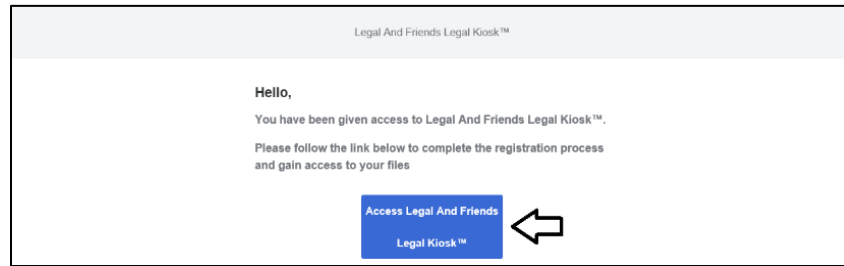 Legal And Friends Legal Kiosk™
Hello,
You have been given access to Legal And Friends Legal Kiosk™.
Please follow the link below to complete the registration process
and gain access to your files
Access Legal And Friends
Legal Kiosk™